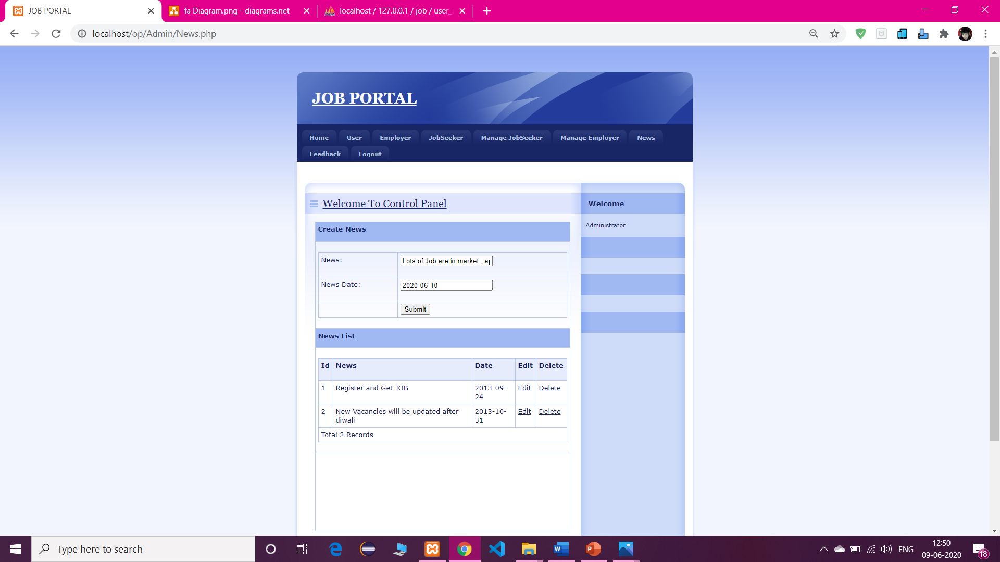 JOB PORTAL
fa Diagram.png - diagrams.net
localhost / 127.0.0.1 / job / user_
localhost/op/Admin/News.php
JOB PORTAL
Home User Employer JobSeeker Manage JobSeeker Manage Employer News
Feedback Logout
Welcome To Control Panel
Welcome
Administrator
Create News
News: Lots of Job are in market , ap
News Date: 2020-06-10
Submit
News List
Id News Date Edit Delete
1 Register and Get JOB 2013-09-24 Edit Delete
2 New Vacancies will be updated after diwali 2013-10-31 Edit Delete
Total 2 Records
Type here to search
ENG
12:50
09-06-2020
18